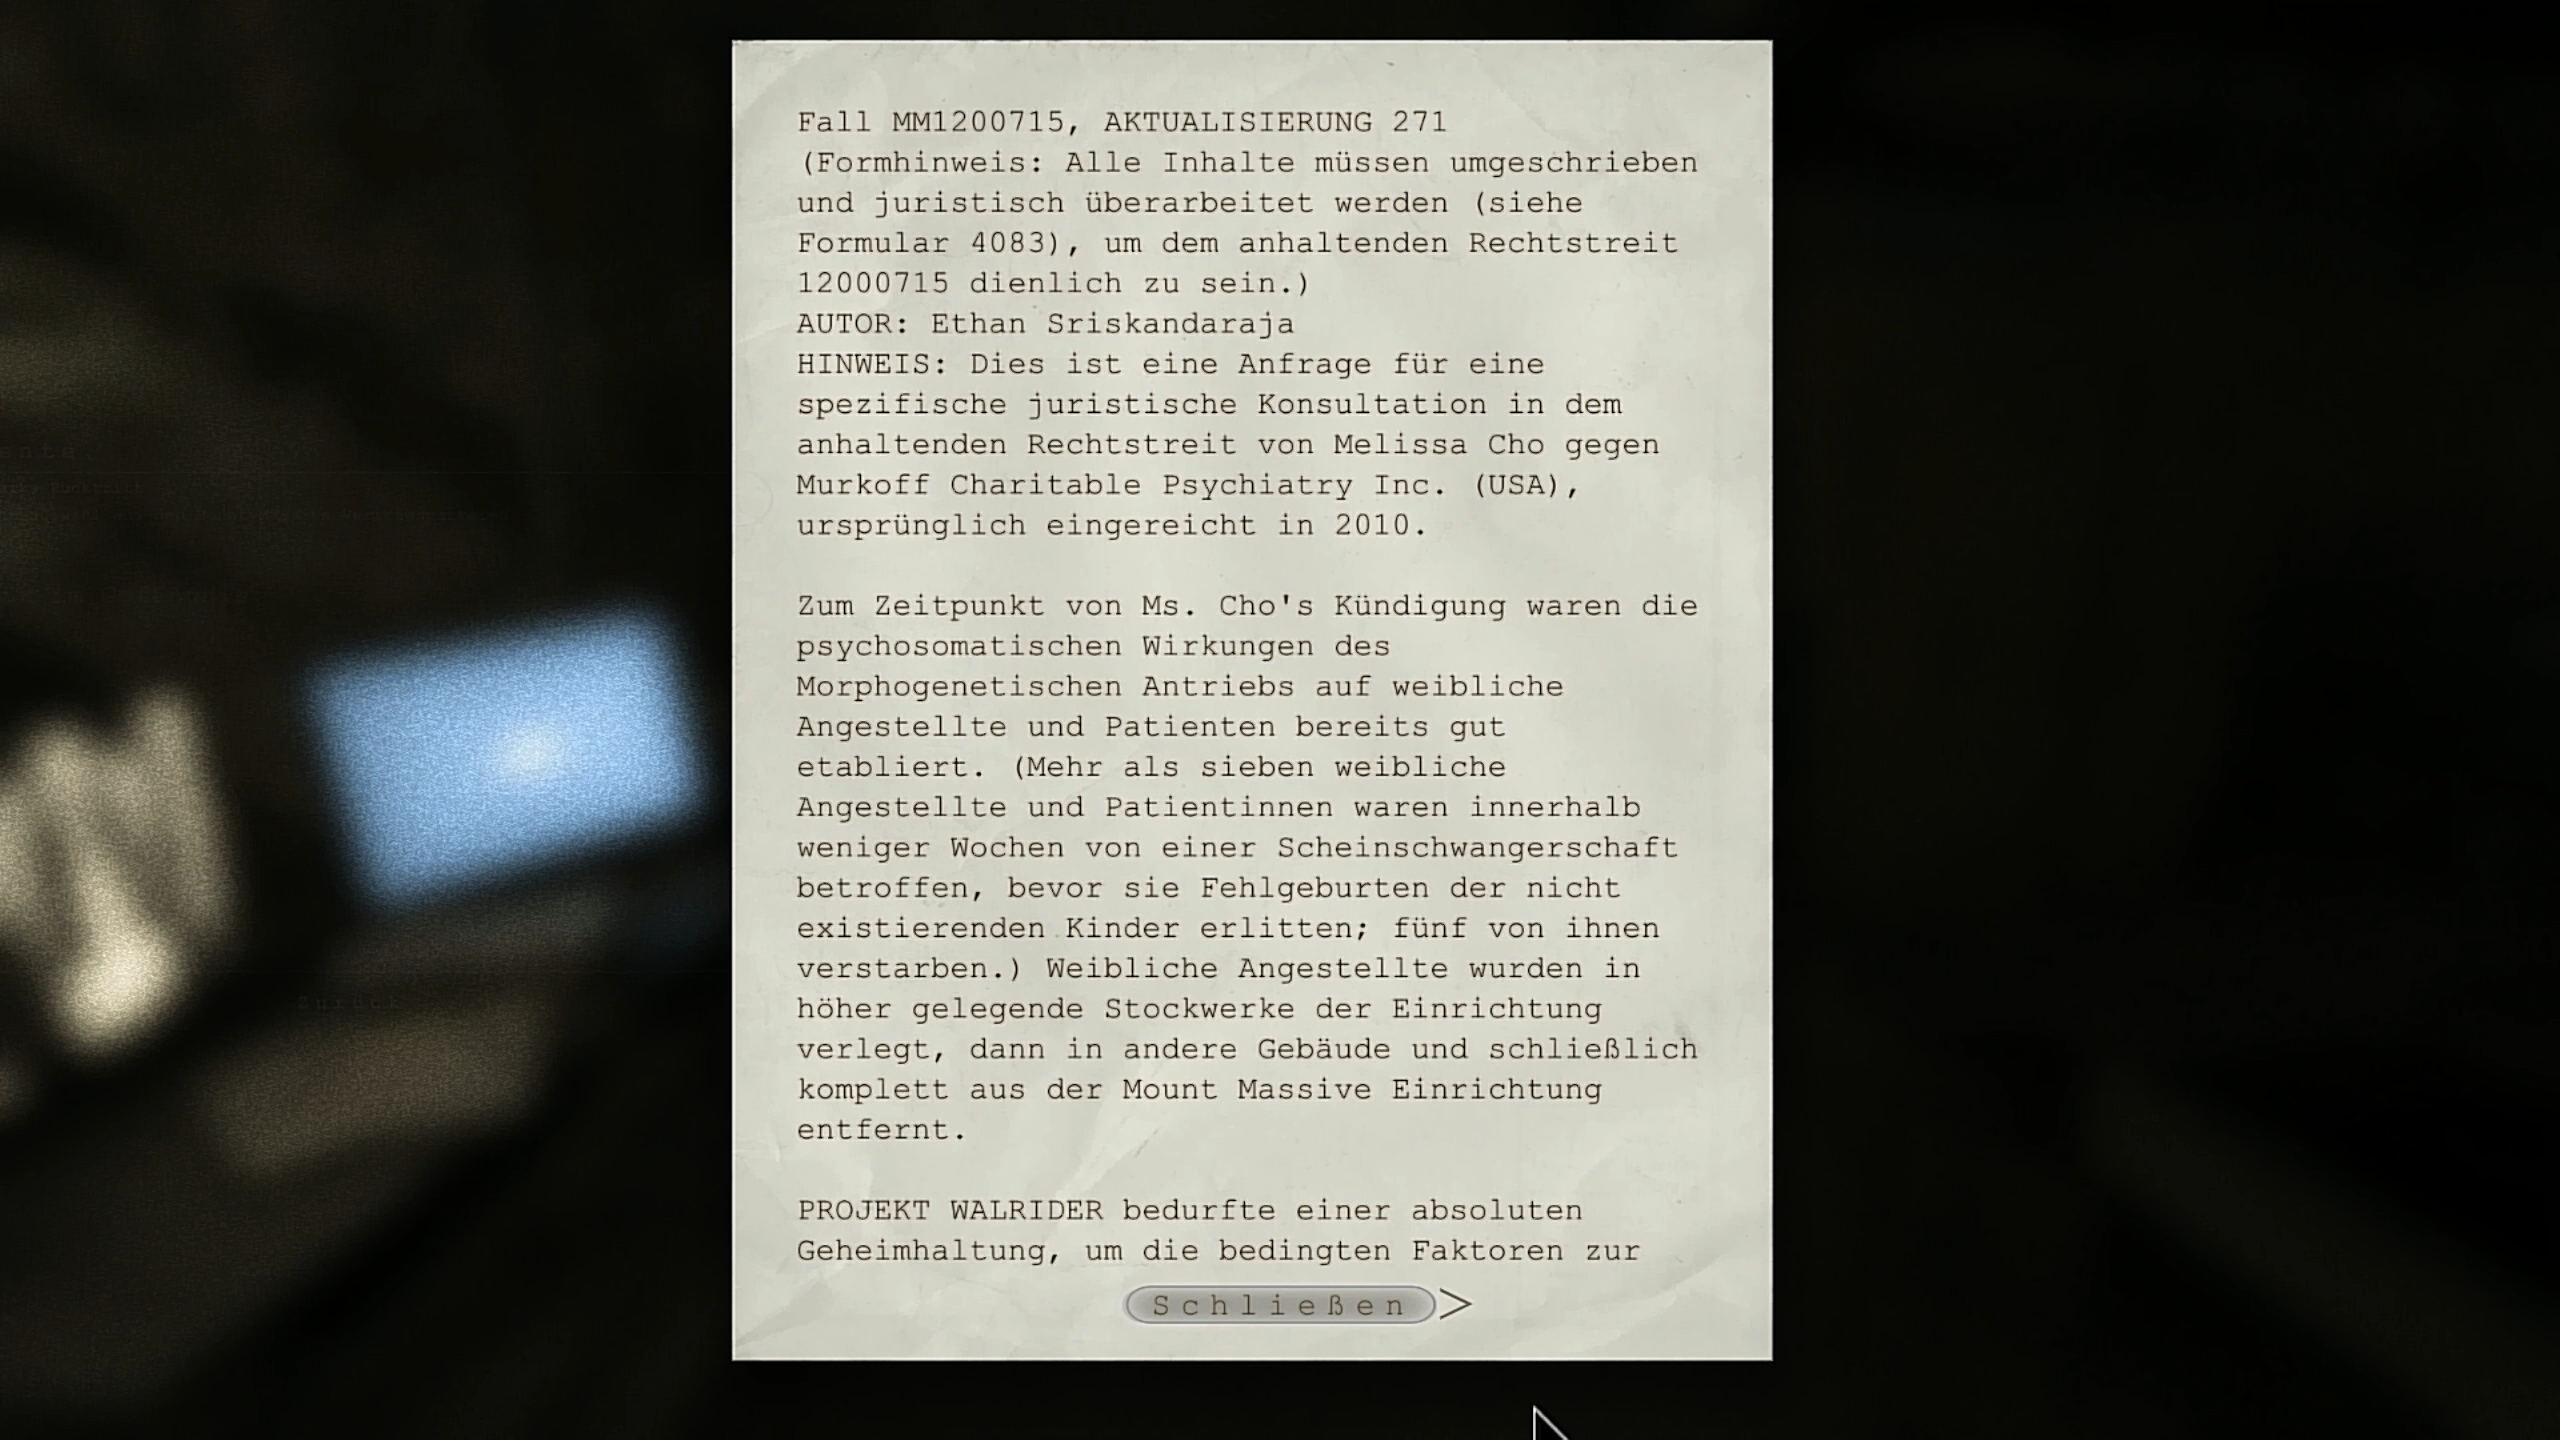 Fall MM1200715, AKTUALISIERUNG 271
(Formhinweis: Alle Inhalte müssen umgeschrieben
und juristisch überarbeitet werden (siehe
Formular 4083), um dem anhaltenden Rechtstreit
12000715 dienlich zu sein.)
AUTOR: Ethan Sriskandaraja
HINWEIS: Dies ist eine Anfrage für eine
spezifische juristische Konsultation in dem
anhaltenden Rechtstreit von Melissa Cho gegen
Murkoff Charitable Psychiatry Inc. (USA),
ursprünglich eingereicht in 2010.
Zum Zeitpunkt von Ms. Cho's Kündigung waren die
psychosomatischen Wirkungen des
Morphogenetischen Antriebs auf weibliche
Angestellte und Patienten bereits gut
etabliert. (Mehr als sieben weibliche
Angestellte und Patientinnen waren innerhalb
weniger Wochen von einer Scheinschwangerschaft
betroffen, bevor sie Fehlgeburten der nicht
existierenden Kinder erlitten; fünf von ihnen
verstarben.) Weibliche Angestellte wurden in
höher gelegende Stockwerke der Einrichtung
verlegt, dann in andere Gebäude und schließlich
komplett aus der Mount Massive Einrichtung
entfernt.
PROJEKT WALRIDER bedurfte einer absoluten
Geheimhaltung, um die bedingten Faktoren zur
Schließen >
Zurück